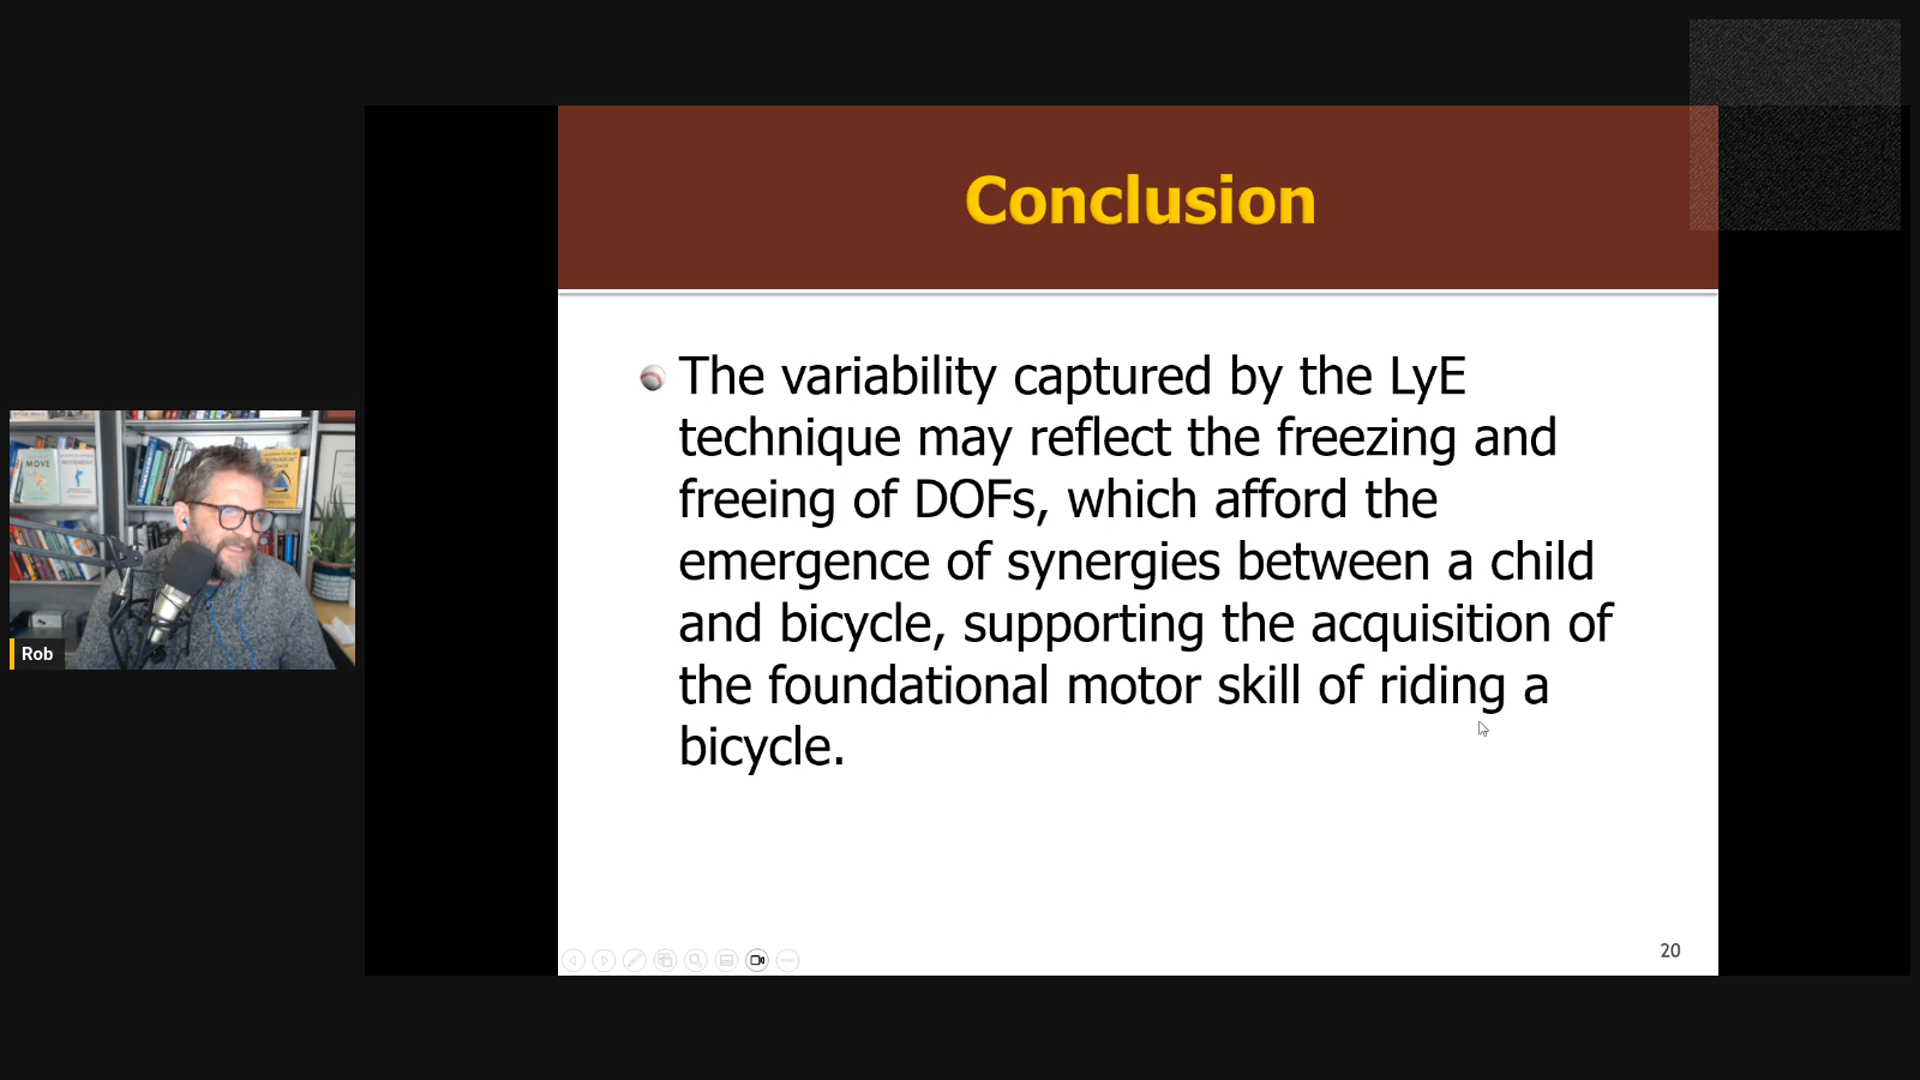 Conclusion
The variability captured by the LyE
technique may reflect the freezing and
freeing of DOFs, which afford the
emergence of synergies between a child
and bicycle, supporting the acquisition of
the foundational motor skill of riding a
bicycle.
MOVE
Rob
20